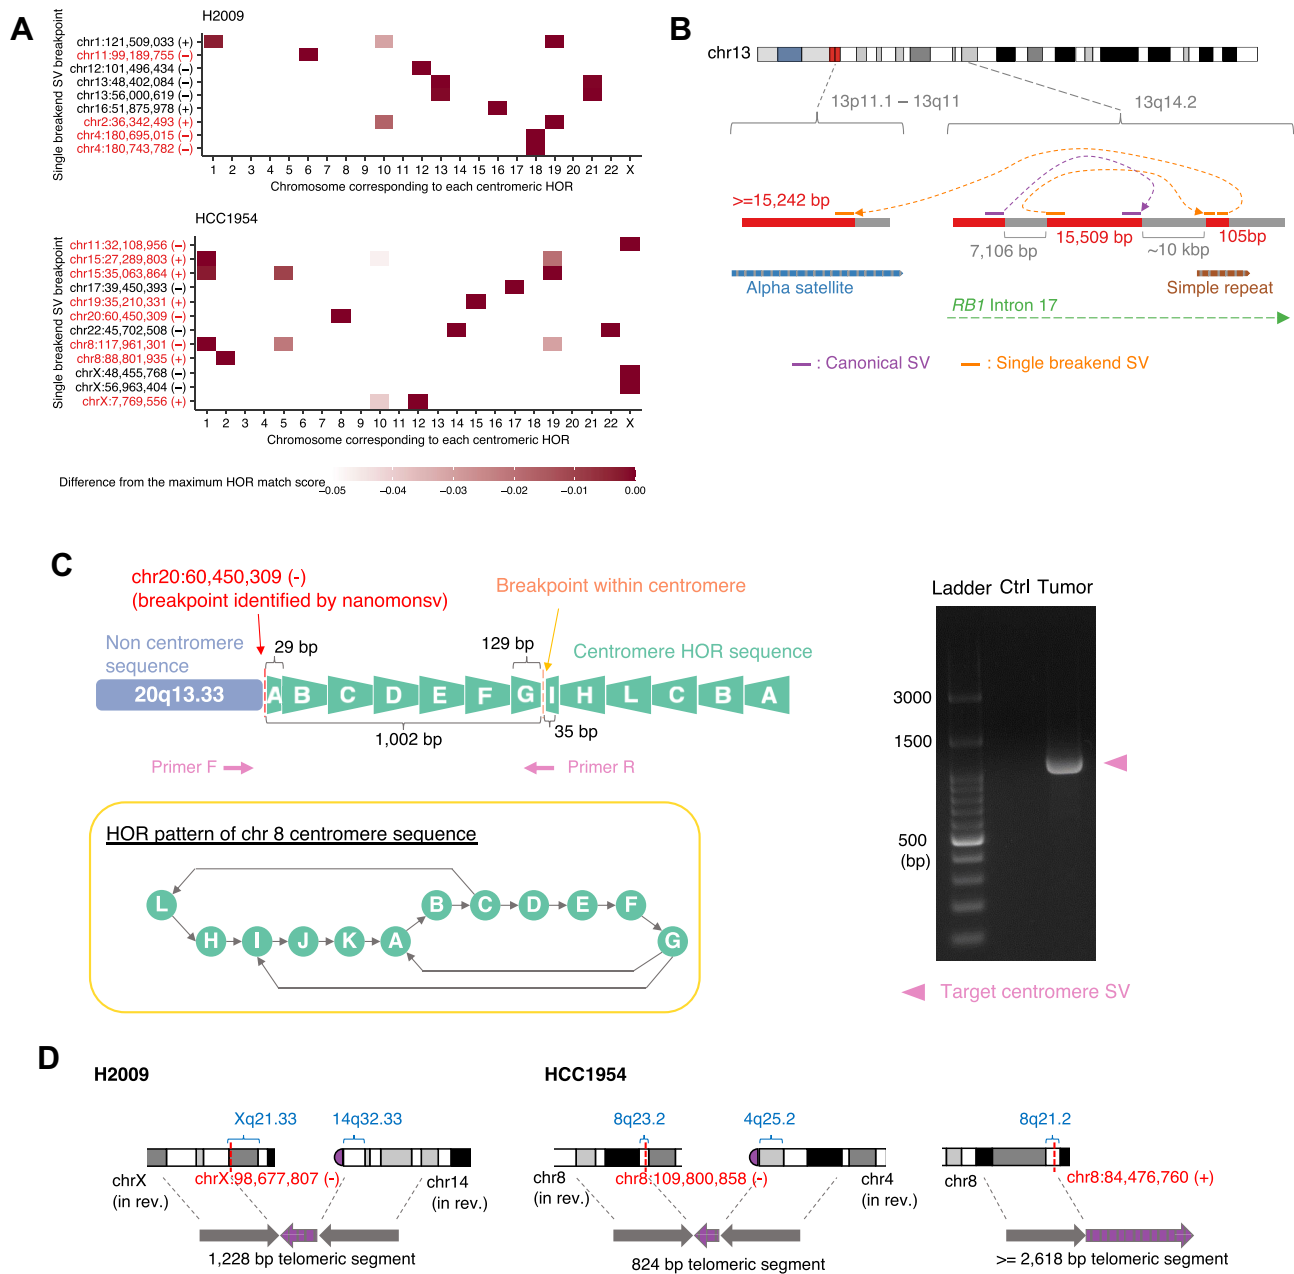 A
H2009
Single breakend SV breakpoint
chr1:121,509,033 (+)
chr11:99,189,755 (−)
chr12:101,496,434 (−)
chr13:48,402,084 (−)
chr13:56,000,619 (−)
chr16:51,875,978 (+)
chr2:36,342,493 (+)
chr4:180,695,015 (−)
chr4:180,743,782 (−)
1 2 3 4 5 6 7 8 9 10 11 12 13 14 15 16 17 18 19 20 21 22 X
Chromosome corresponding to each centromeric HOR
HCC1954
Single breakend SV breakpoint
chr11:32,108,956 (−)
chr15:27,289,803 (+)
chr15:35,063,864 (+)
chr17:39,450,393 (−)
chr19:35,210,331 (+)
chr20:60,450,309 (−)
chr22:45,702,508 (−)
chr8:117,961,301 (−)
chr8:88,801,935 (+)
chrX:48,455,768 (−)
chrX:56,963,404 (−)
chrX:7,769,556 (+)
1 2 3 4 5 6 7 8 9 10 11 12 13 14 15 16 17 18 19 20 21 22 X
Chromosome corresponding to each centromeric HOR
Difference from the maximum HOR match score
−0.05 −0.04 −0.03 −0.02 −0.01 0.00
B
chr13
13p11.1 – 13q11
13q14.2
>=15,242 bp
7,106 bp
15,509 bp
~10 kbp
105bp
Alpha satellite
Simple repeat
RB1 Intron 17
: Canonical SV
: Single breakend SV
C
chr20:60,450,309 (-)
(breakpoint identified by nanomonsv)
Breakpoint within centromere
Non centromere
sequence
29 bp
129 bp
Centromere HOR sequence
20q13.33
A B C D E F G I H L C B A
1,002 bp
35 bp
Primer F
Primer R
HOR pattern of chr 8 centromere sequence
B C D E F
L
H I J K A
G
Ladder Ctrl Tumor
3000
1500
500
(bp)
Target centromere SV
D
H2009
Xq21.33
14q32.33
chrX
(in rev.)
chrX:98,677,807 (-)
chr14
(in rev.)
1,228 bp telomeric segment
HCC1954
8q23.2
4q25.2
chr8
(in rev.)
chr8:109,800,858 (-)
chr4
(in rev.)
824 bp telomeric segment
8q21.2
chr8
chr8:84,476,760 (+)
>= 2,618 bp telomeric segment